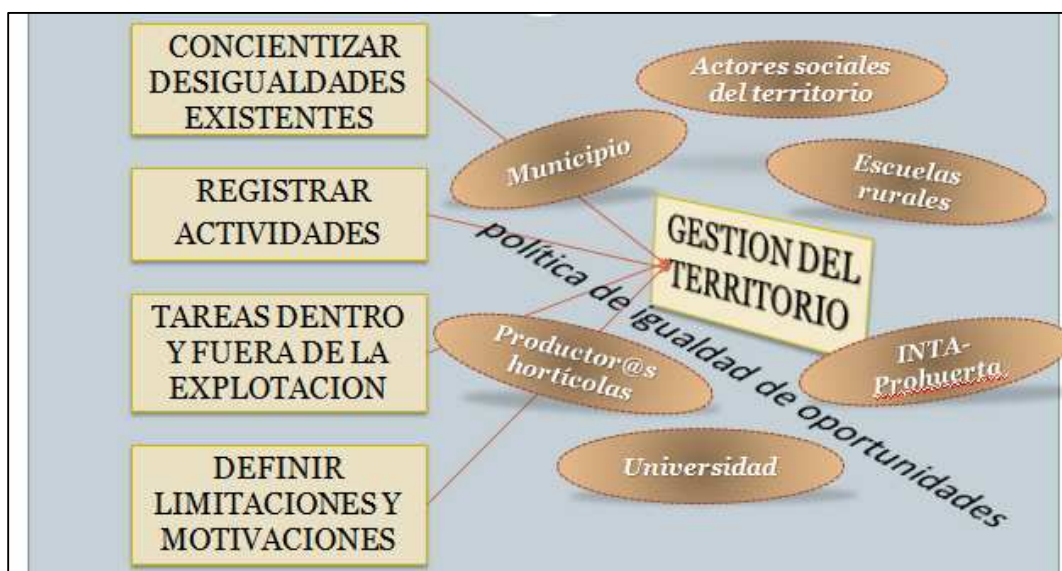 CONCIENTIZAR
DESIGUALDADES
EXISTENTES
REGISTRAR
ACTIVIDADES
TAREAS DENTRO
Y FUERA DE LA
EXPLOTACION
DEFINIR
LIMITACIONES Y
MOTIVACIONES
Actores sociales
del territorio
Municipio
Escuelas
rurales
GESTION DEL
TERRITORIO
política de igualdad de oportunidades
Productor@s
hortícolas
INTA-
Prohuerta
Universidad